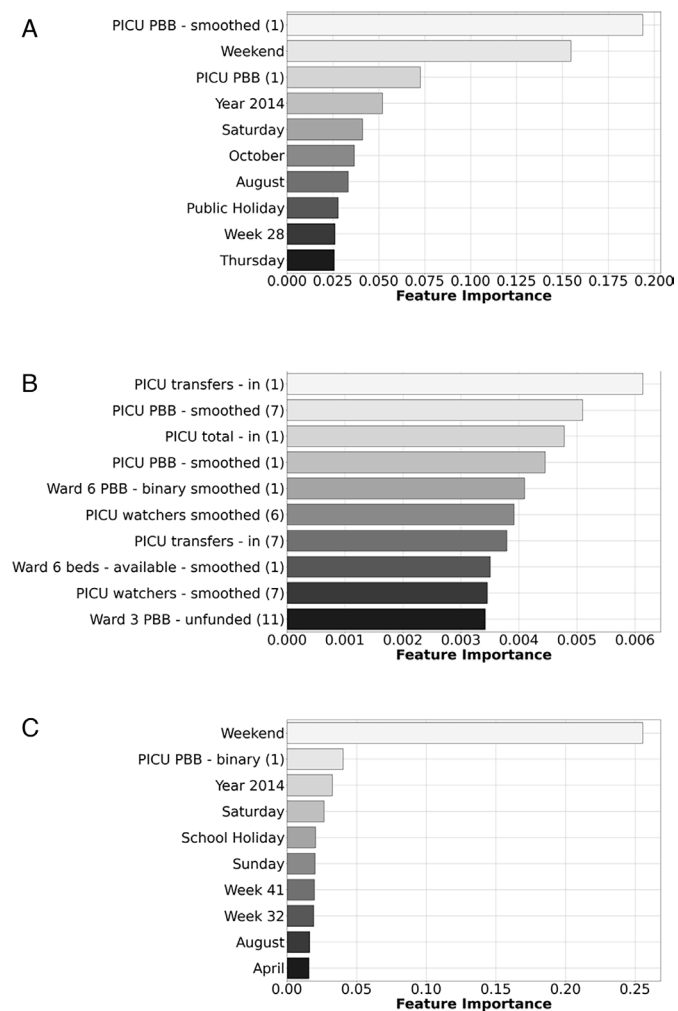 A
PICU PBB - smoothed (1)
Weekend
PICU PBB (1)
Year 2014
Saturday
October
August
Public Holiday
Week 28
Thursday
0.000 0.025 0.050 0.075 0.100 0.125 0.150 0.175 0.200
Feature Importance
B
PICU transfers - in (1)
PICU PBB - smoothed (7)
PICU total - in (1)
PICU PBB - smoothed (1)
Ward 6 PBB - binary smoothed (1)
PICU watchers smoothed (6)
PICU transfers - in (7)
Ward 6 beds - available - smoothed (1)
PICU watchers - smoothed (7)
Ward 3 PBB - unfunded (11)
0.000 0.001 0.002 0.003 0.004 0.005 0.006
Feature Importance
C
Weekend
PICU PBB - binary (1)
Year 2014
Saturday
School Holiday
Sunday
Week 41
Week 32
August
April
0.00 0.05 0.10 0.15 0.20 0.25
Feature Importance